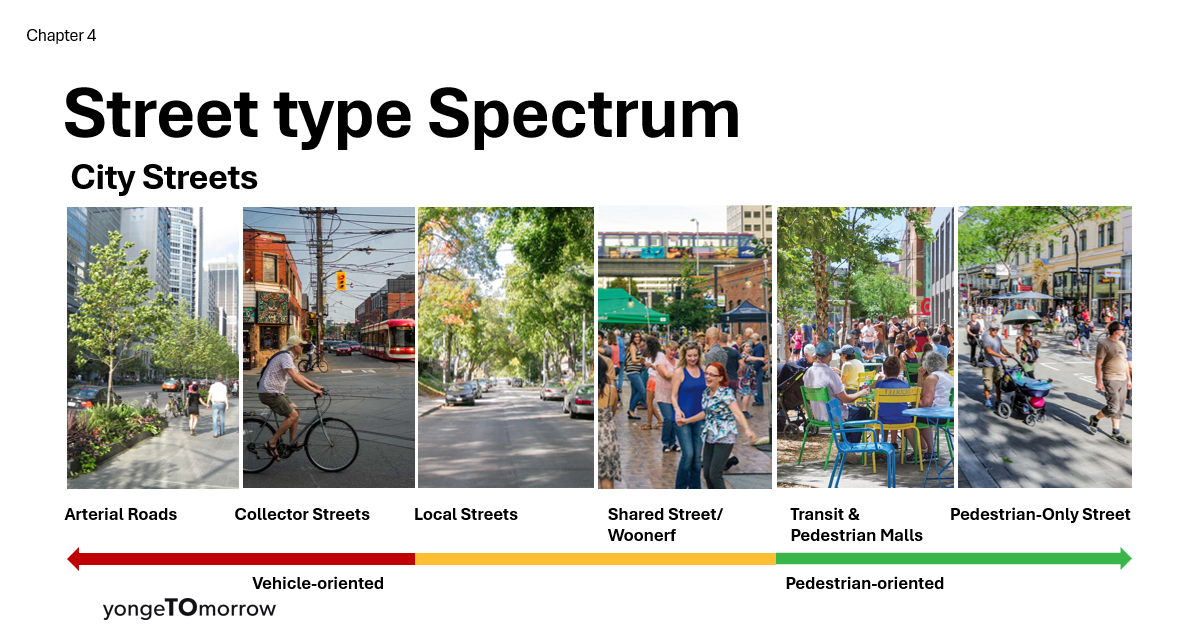 Chapter 4
Street type Spectrum
City Streets
Arterial Roads
Collector Streets
Local Streets
Shared Street/
Woonerf
Transit &
Pedestrian Malls
Pedestrian-Only Street
Vehicle-oriented
Pedestrian-oriented
yongeTOmorrow